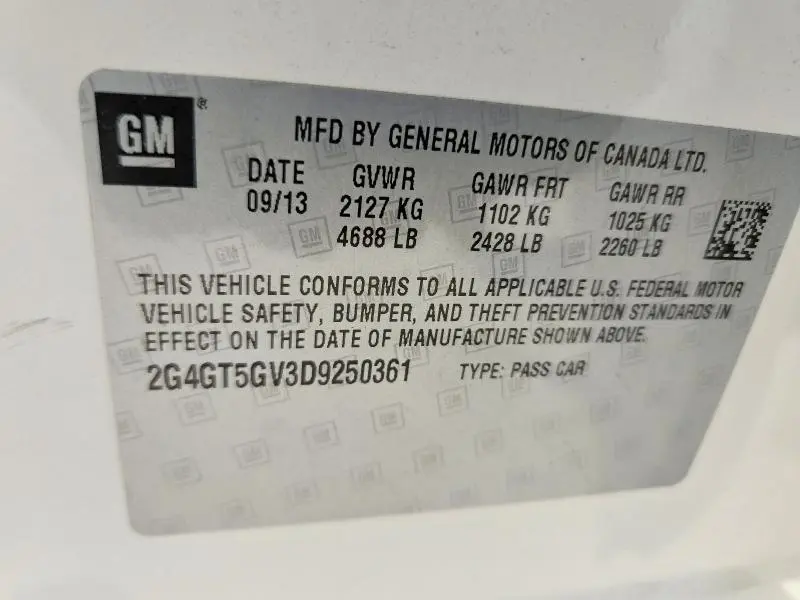 GM ®
MFD BY GENERAL MOTORS OF CANADA LTD.
DATE GVWR GAWR FRT GAWR RR
09/13 2127 KG 1102 KG 1025 KG
4688 LB 2428 LB 2260 LB
THIS VEHICLE CONFORMS TO ALL APPLICABLE U.S. FEDERAL MOTOR
VEHICLE SAFETY, BUMPER, AND THEFT PREVENTION STANDARDS IN
EFFECT ON THE DATE OF MANUFACTURE SHOWN ABOVE.
2G4GT5GV3D9250361 TYPE: PASS CAR